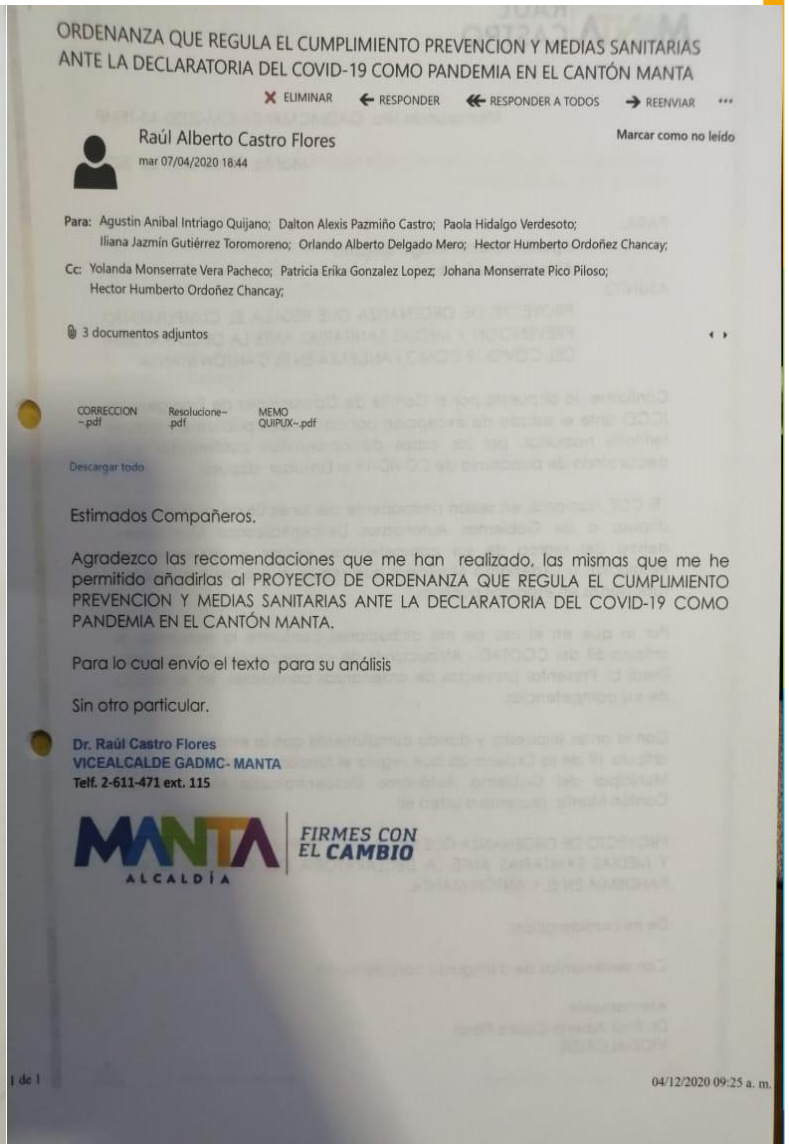 ORDENANZA QUE REGULA EL CUMPLIMIENTO PREVENCION Y MEDIAS SANITARIAS
ANTE LA DECLARATORIA DEL COVID-19 COMO PANDEMIA EN EL CANTÓN MANTA
ELIMINAR RESPONDER RESPONDER A TODOS REENVIAR ...
Raúl Alberto Castro Flores
Marcar como no leído
mar 07/04/2020 18:44
Para: Agustin Anibal Intriago Quijano; Dalton Alexis Pazmiño Castro; Paola Hidalgo Verdesoto;
Iliana Jazmín Gutiérrez Toromoreno; Orlando Alberto Delgado Mero; Hector Humberto Ordoñez Chancay;
Cc: Yolanda Monserrate Vera Pacheco; Patricia Erika Gonzalez Lopez; Johana Monserrate Pico Piloso;
Hector Humberto Ordoñez Chancay;
3 documentos adjuntos
CORRECCION Resolucione~ MEMO
~.pdf .pdf QUIPUX~.pdf
Descargar todo
Estimados Compañeros.
Agradezco las recomendaciones que me han realizado, las mismas que me he
permitido añadirlas al PROYECTO DE ORDENANZA QUE REGULA EL CUMPLIMIENTO
PREVENCION Y MEDIAS SANITARIAS ANTE LA DECLARATORIA DEL COVID-19 COMO
PANDEMIA EN EL CANTÓN MANTA.
Para lo cual envío el texto para su análisis
Sin otro particular.
Dr. Raúl Castro Flores
VICEALCALDE GADMC- MANTA
Telf. 2-611-471 ext. 115
MANTA
ALCALDÍA
FIRMES CON
EL CAMBIO
1 de 1
04/12/2020 09:25 a. m.